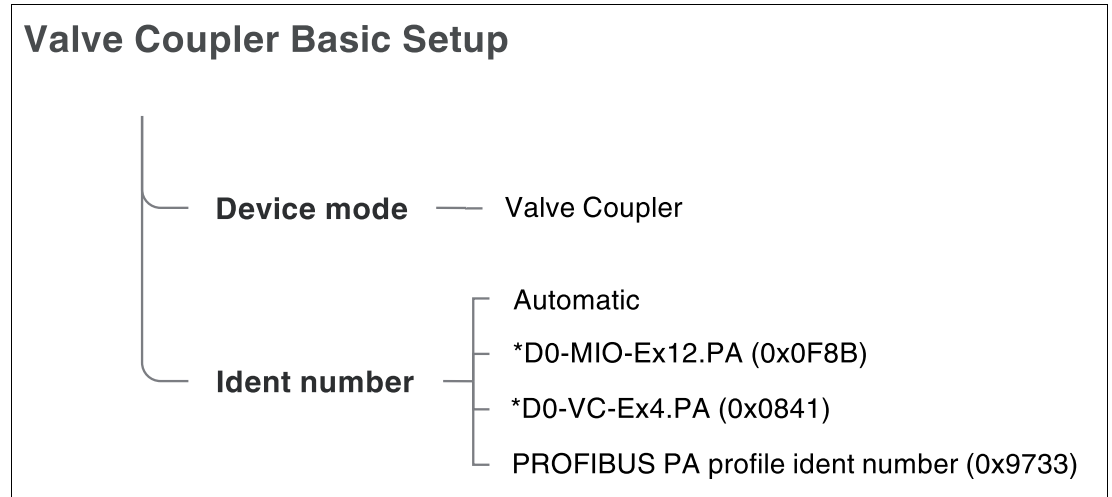 Valve Coupler Basic Setup
Device mode
Valve Coupler
Automatic
*D0-MIO-Ex12.PA (0x0F8B)
Ident number
*D0-VC-Ex4.PA (0x0841)
PROFIBUS PA profile ident number (0x9733)